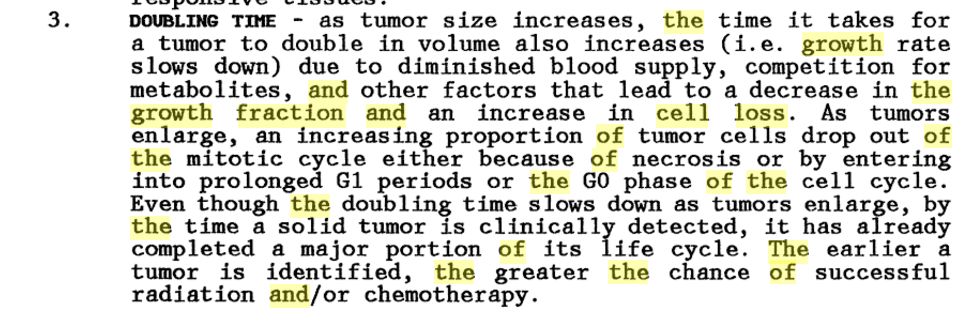 3. DOUBLING TIME - as tumor size increases, the time it takes for
a tumor to double in volume also increases (i.e. growth rate
slows down) due to diminished blood supply, competition for
metabolites, and other factors that lead to a decrease in the
growth fraction and an increase in cell loss. As tumors
enlarge, an increasing proportion of tumor cells drop out of
the mitotic cycle either because of necrosis or by entering
into prolonged G1 periods or the G0 phase of the cell cycle.
Even though the doubling time slows down as tumors enlarge, by
the time a solid tumor is clinically detected, it has already
completed a major portion of its life cycle. The earlier a
tumor is identified, the greater the chance of successful
radiation and/or chemotherapy.